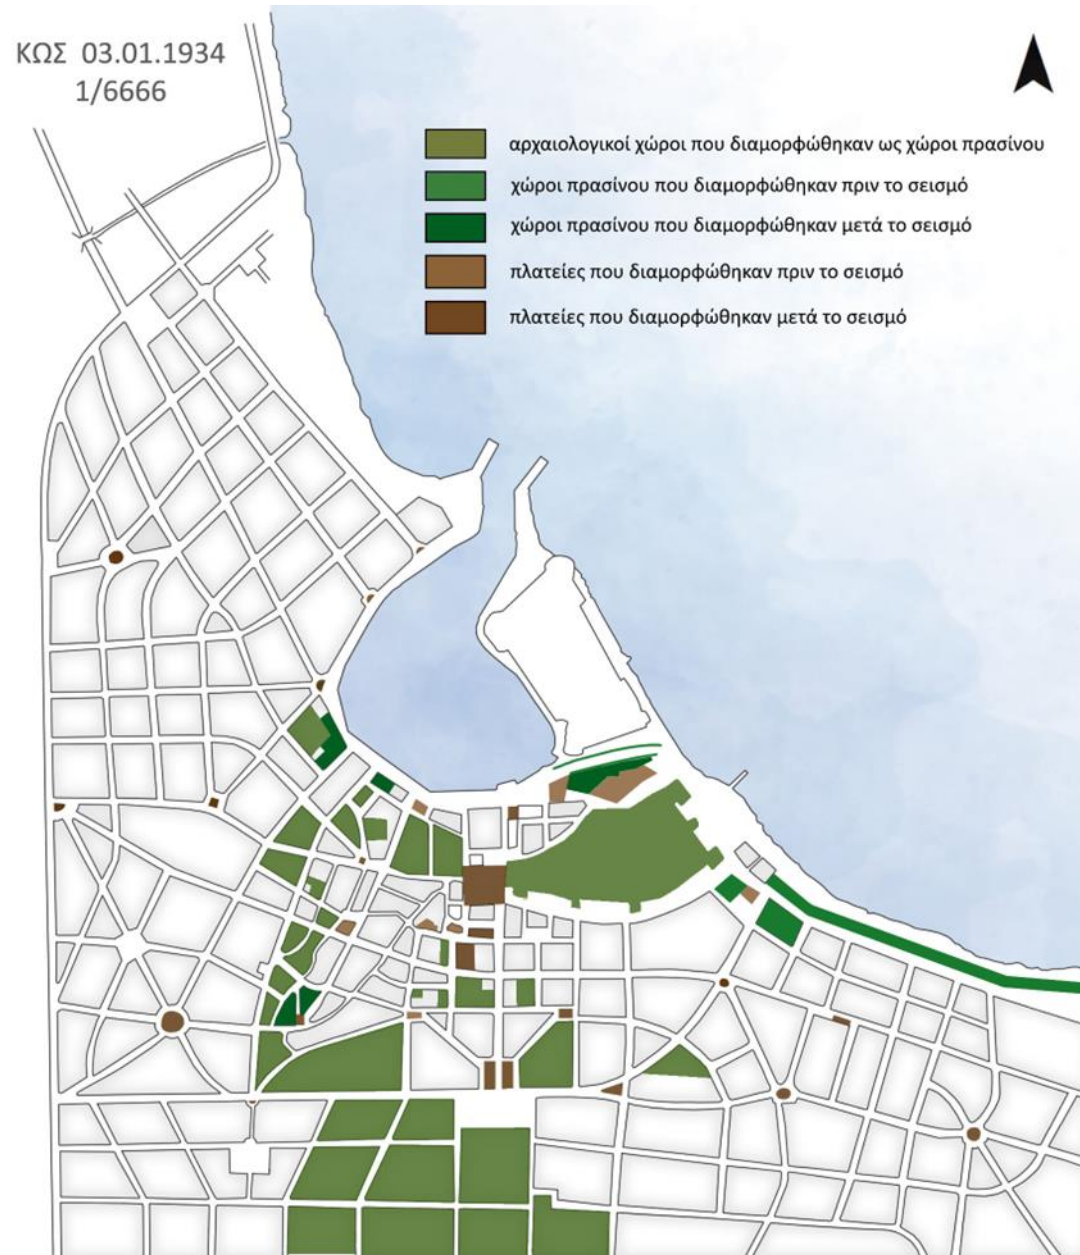 ΚΩΣ 03.01.1934
1/6666
αρχαιολογικοί χώροι που διαμορφώθηκαν ως χώροι πρασίνου
χώροι πρασίνου που διαμορφώθηκαν πριν το σεισμό
χώροι πρασίνου που διαμορφώθηκαν μετά το σεισμό
πλατείες που διαμορφώθηκαν πριν το σεισμό
πλατείες που διαμορφώθηκαν μετά το σεισμό